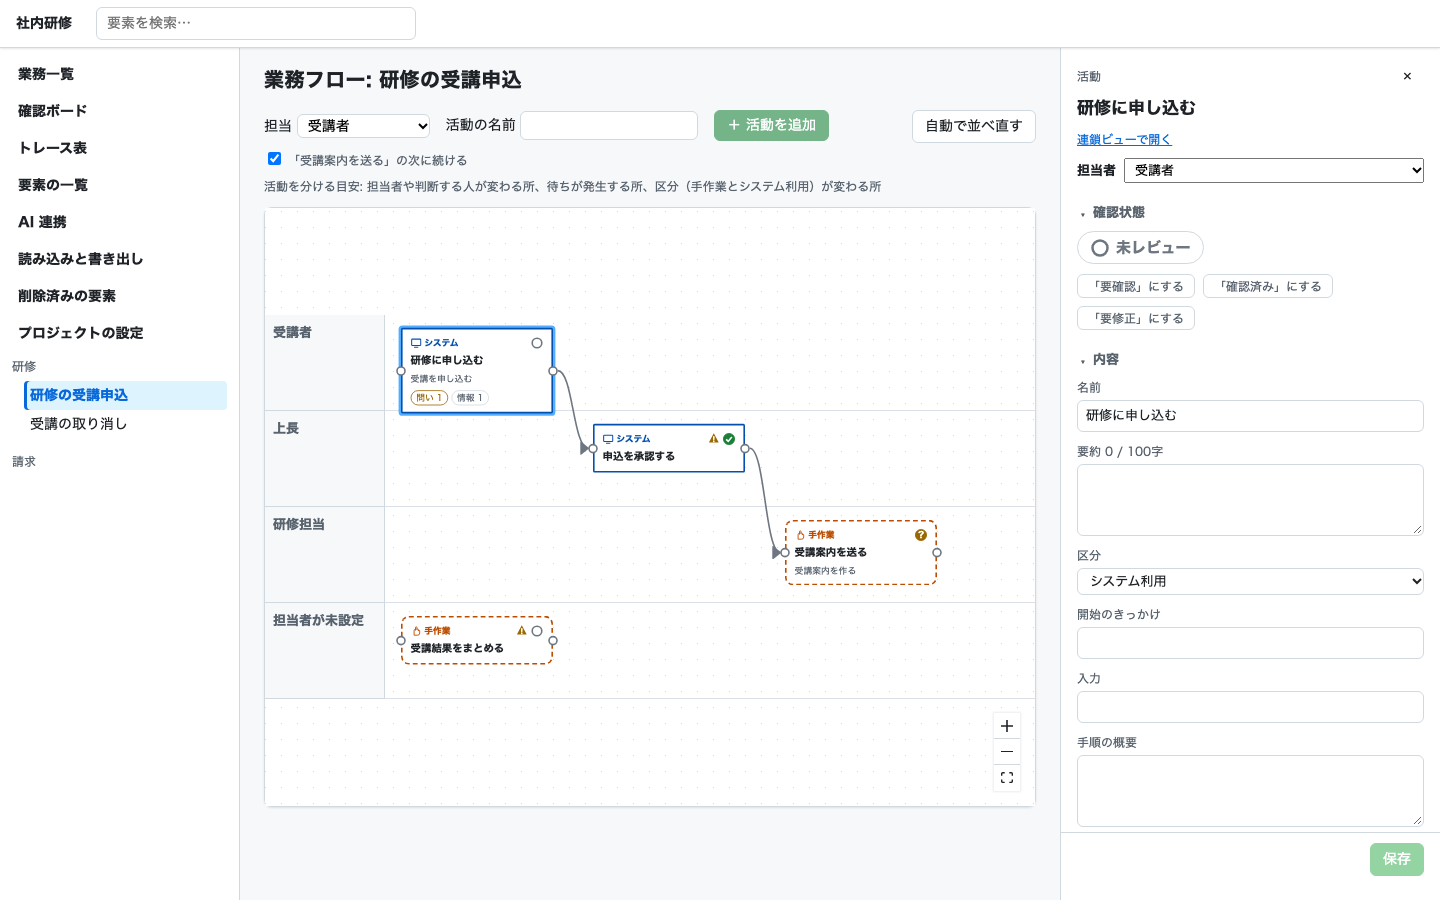 社内研修
要素を検索…
業務一覧
確認ボード
トレース表
要素の一覧
AI 連携
読み込みと書き出し
削除済みの要素
プロジェクトの設定
研修
研修の受講申込
受講の取り消し
請求
業務フロー: 研修の受講申込
担当 受講者 活動の名前 ＋ 活動を追加 自動で並べ直す
「受講案内を送る」の次に続ける
活動を分ける目安: 担当者や判断する人が変わる所、待ちが発生する所、区分（手作業とシステム利用）が変わる所
受講者
システム
研修に申し込む
受講を申し込む
問い 1 情報 1
上長
システム
申込を承認する
研修担当
手作業
受講案内を送る
受講案内を作る
担当者が未設定
手作業
受講結果をまとめる
活動
研修に申し込む
連鎖ビューで開く
担当者 受講者
確認状態
未レビュー
「要確認」にする 「確認済み」にする
「要修正」にする
内容
名前
研修に申し込む
要約 0 / 100字
区分
システム利用
開始のきっかけ
入力
手順の概要
保存